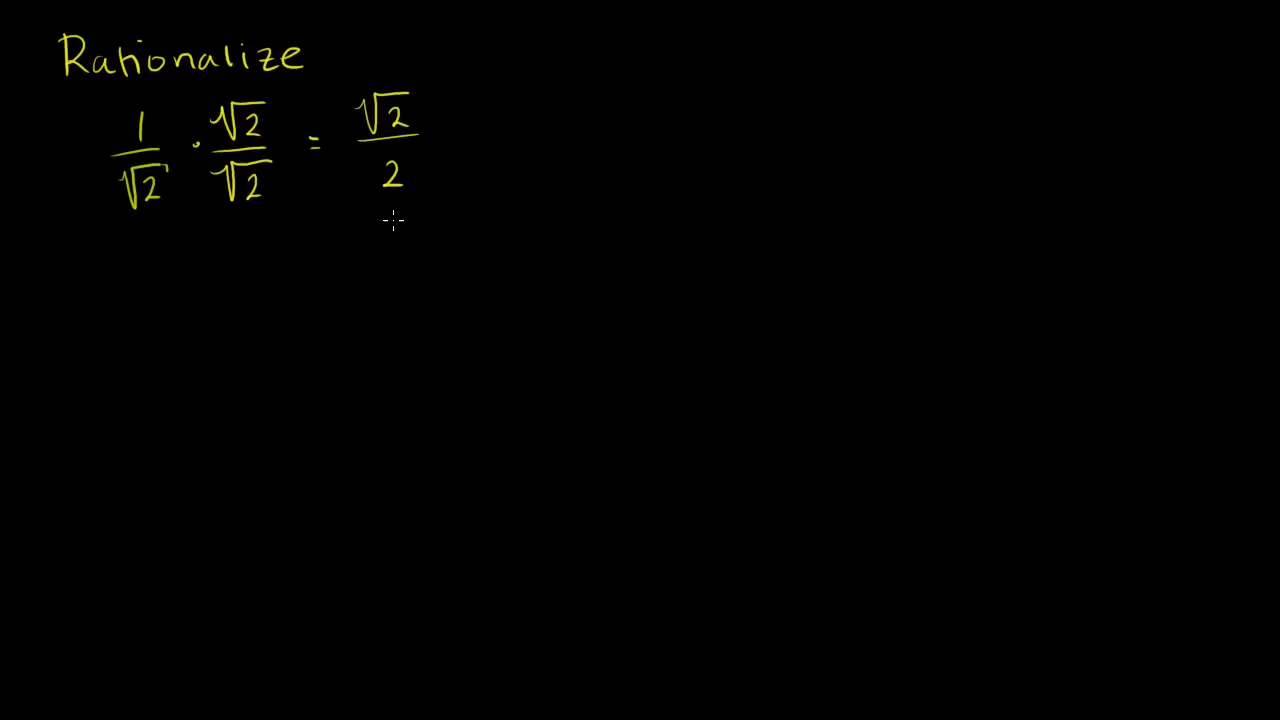 Rationalize
1/√2 · √2/√2 = √2/2